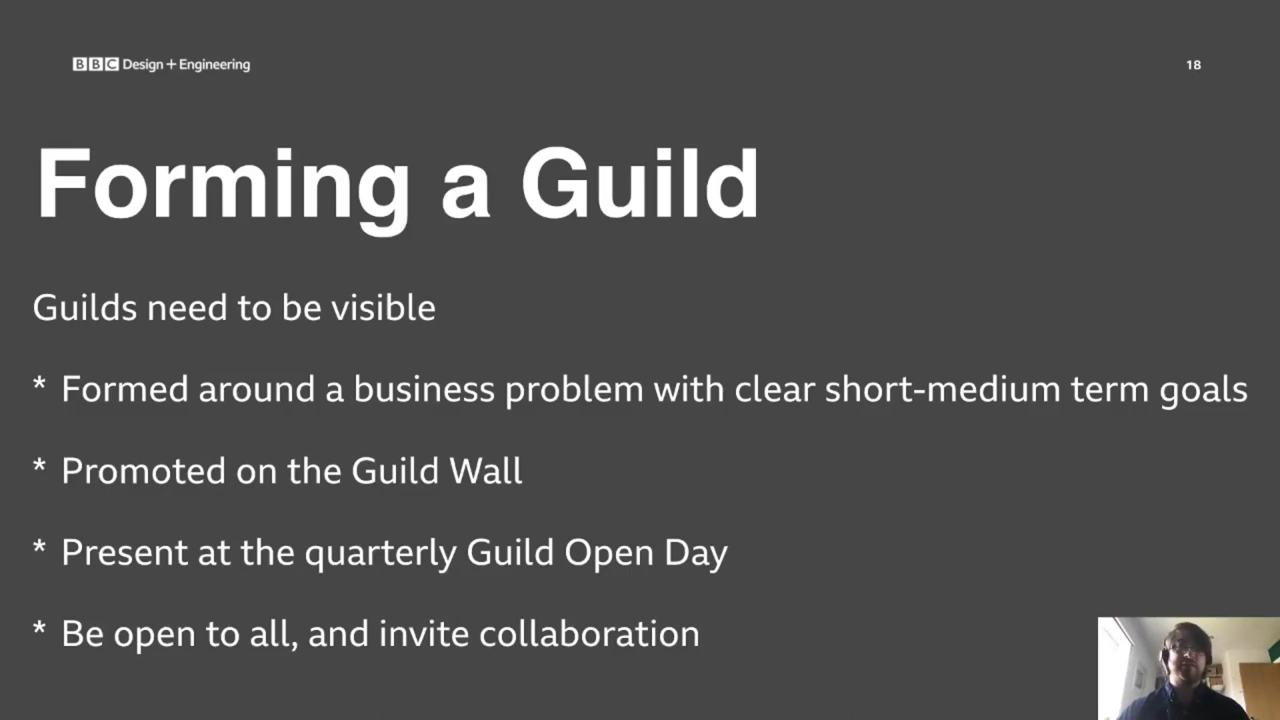 BBC Design + Engineering
18
Forming a Guild
Guilds need to be visible
* Formed around a business problem with clear short-medium term goals
* Promoted on the Guild Wall
* Present at the quarterly Guild Open Day
* Be open to all, and invite collaboration